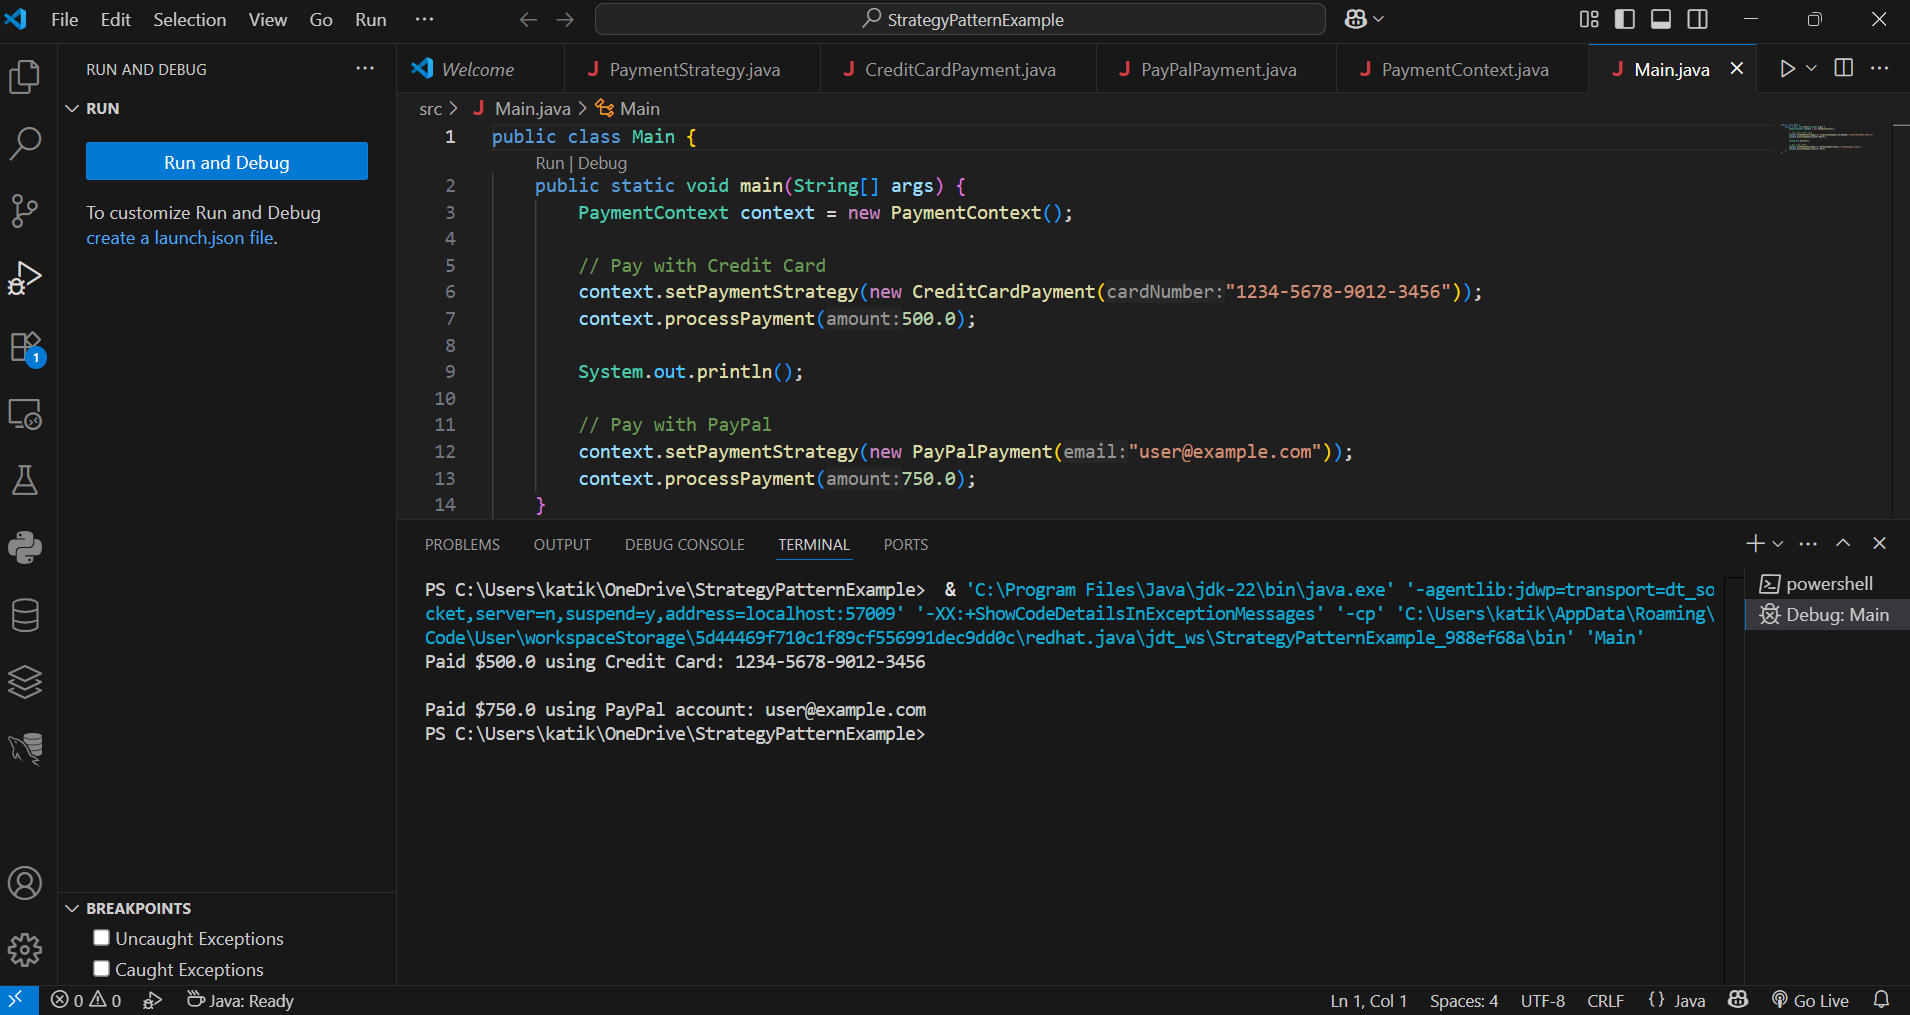 File Edit Selection View Go Run ···
StrategyPatternExample
RUN AND DEBUG ···
RUN
Run and Debug
To customize Run and Debug
create a launch.json file.
Welcome
J PaymentStrategy.java
J CreditCardPayment.java
J PayPalPayment.java
J PaymentContext.java
J Main.java
src > J Main.java > Main
1 public class Main {
Run | Debug
2 public static void main(String[] args) {
3 PaymentContext context = new PaymentContext();
4
5 // Pay with Credit Card
6 context.setPaymentStrategy(new CreditCardPayment(cardNumber:"1234-5678-9012-3456"));
7 context.processPayment(amount:500.0);
8
9 System.out.println();
10
11 // Pay with PayPal
12 context.setPaymentStrategy(new PayPalPayment(email:"user@example.com"));
13 context.processPayment(amount:750.0);
14 }
PROBLEMS OUTPUT DEBUG CONSOLE TERMINAL PORTS
PS C:\Users\katik\OneDrive\StrategyPatternExample> & 'C:\Program Files\Java\jdk-22\bin\java.exe' '-agentlib:jdwp=transport=dt_so
cket,server=n,suspend=y,address=localhost:57009' '-XX:+ShowCodeDetailsInExceptionMessages' '-cp' 'C:\Users\katik\AppData\Roaming\
Code\User\workspaceStorage\5d44469f710c1f89cf556991dec9dd0c\redhat.java\jdt_ws\StrategyPatternExample_988ef68a\bin' 'Main'
Paid $500.0 using Credit Card: 1234-5678-9012-3456
Paid $750.0 using PayPal account: user@example.com
PS C:\Users\katik\OneDrive\StrategyPatternExample>
powershell
Debug: Main
1
BREAKPOINTS
Uncaught Exceptions
Caught Exceptions
0 0 Java: Ready
Ln 1, Col 1 Spaces: 4 UTF-8 CRLF {} Java Go Live